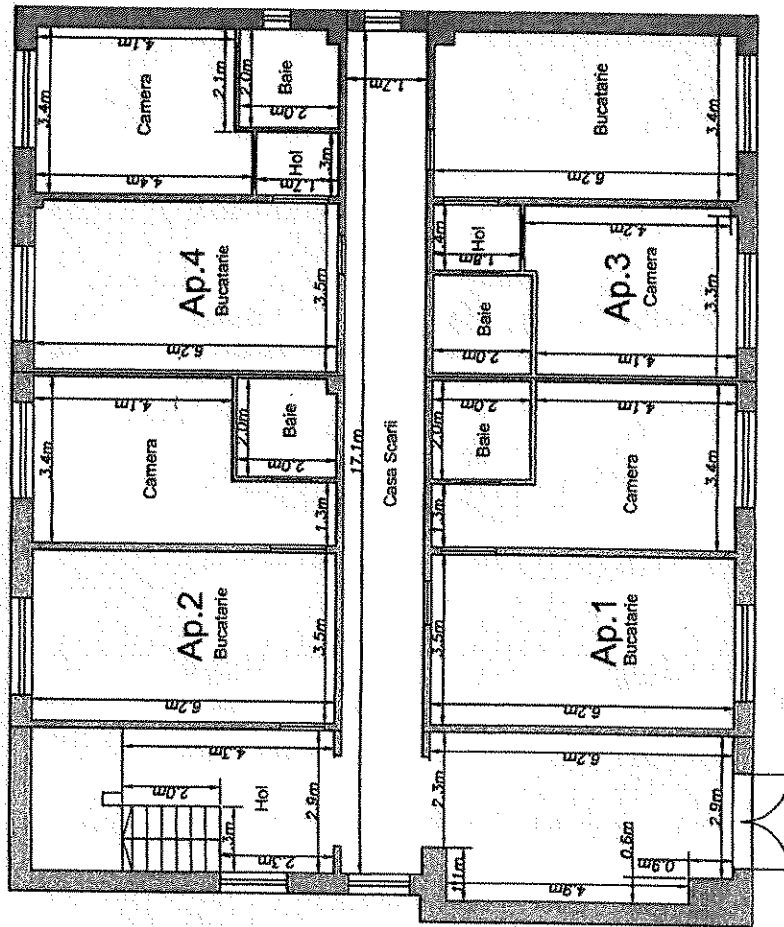 4.1m
3.4m
Camera
2.1m
2.0m
Baie
2.0m
4.4m
Hol
1.7m
.3m
1.7m
Bucatarie
6.2m
3.4m
Ap.4
Bucatarie
3.5m
6.2m
.4m
Hol
1.8m
4.2m
Ap.3
Camera
3.3m
Baie
2.0m
4.1m
3.4m
4.1m
Camera
2.0m
Baie
2.0m
1.3m
17.1m
Casa Scarii
2.0m
2.0m
Baie
1.3m
4.1m
Camera
3.4m
Ap.2
Bucatarie
3.5m
6.2m
3.5m
Ap.1
Bucatarie
6.2m
4.3m
2.0m
Hol
.3m
2.9m
2.3m
2.3m
6.2m
2.9m
1.1m
0.6m
0.9m
4.9m